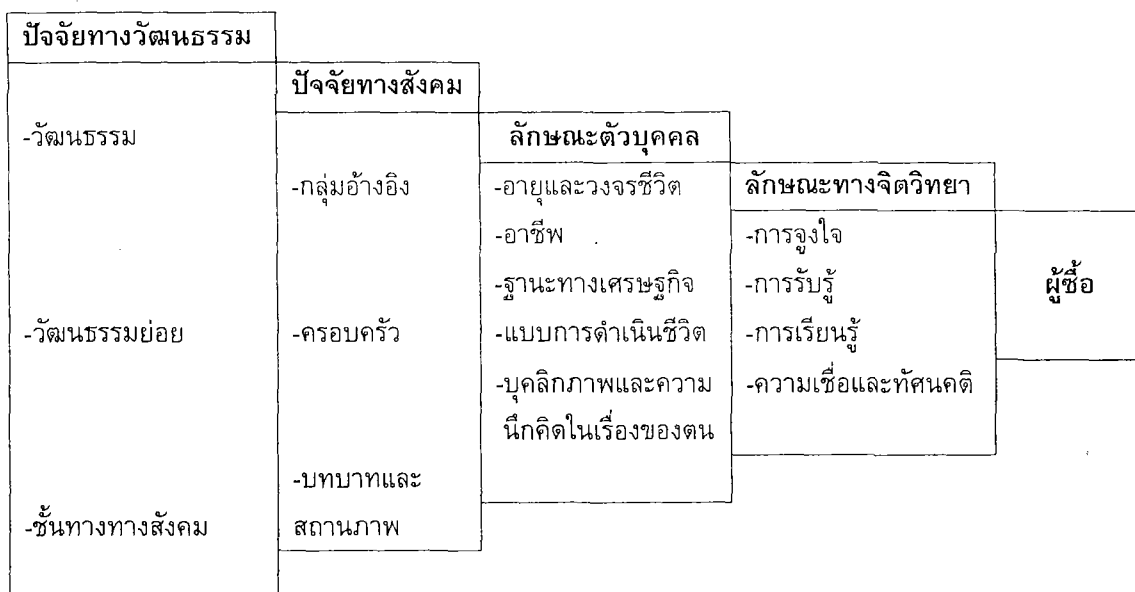 ปัจจัยทางวัฒนธรรม
-วัฒนธรรม
-วัฒนธรรมย่อย
-ชั้นทางทางสังคม
ปัจจัยทางสังคม
-กลุ่มอ้างอิง
-ครอบครัว
-บทบาทและ
สถานภาพ
ลักษณะตัวบุคคล
-อายุและวงจรชีวิต
-อาชีพ
-ฐานะทางเศรษฐกิจ
-แบบการดำเนินชีวิต
-บุคลิกภาพและความ
นึกคิดในเรื่องของตน
ลักษณะทางจิตวิทยา
-การจูงใจ
-การรับรู้
-การเรียนรู้
-ความเชื่อและทัศนคติ
ผู้ซื้อ